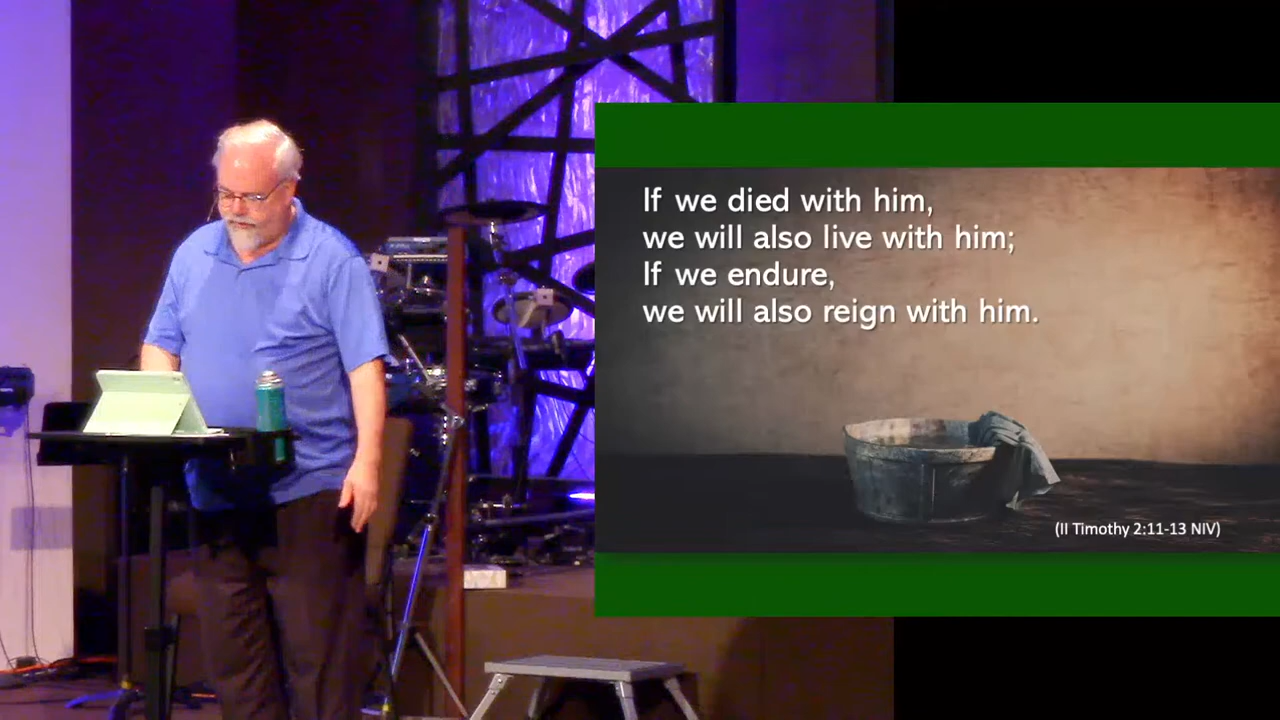 If we died with him,
we will also live with him;
If we endure,
we will also reign with him.
(II Timothy 2:11-13 NIV)